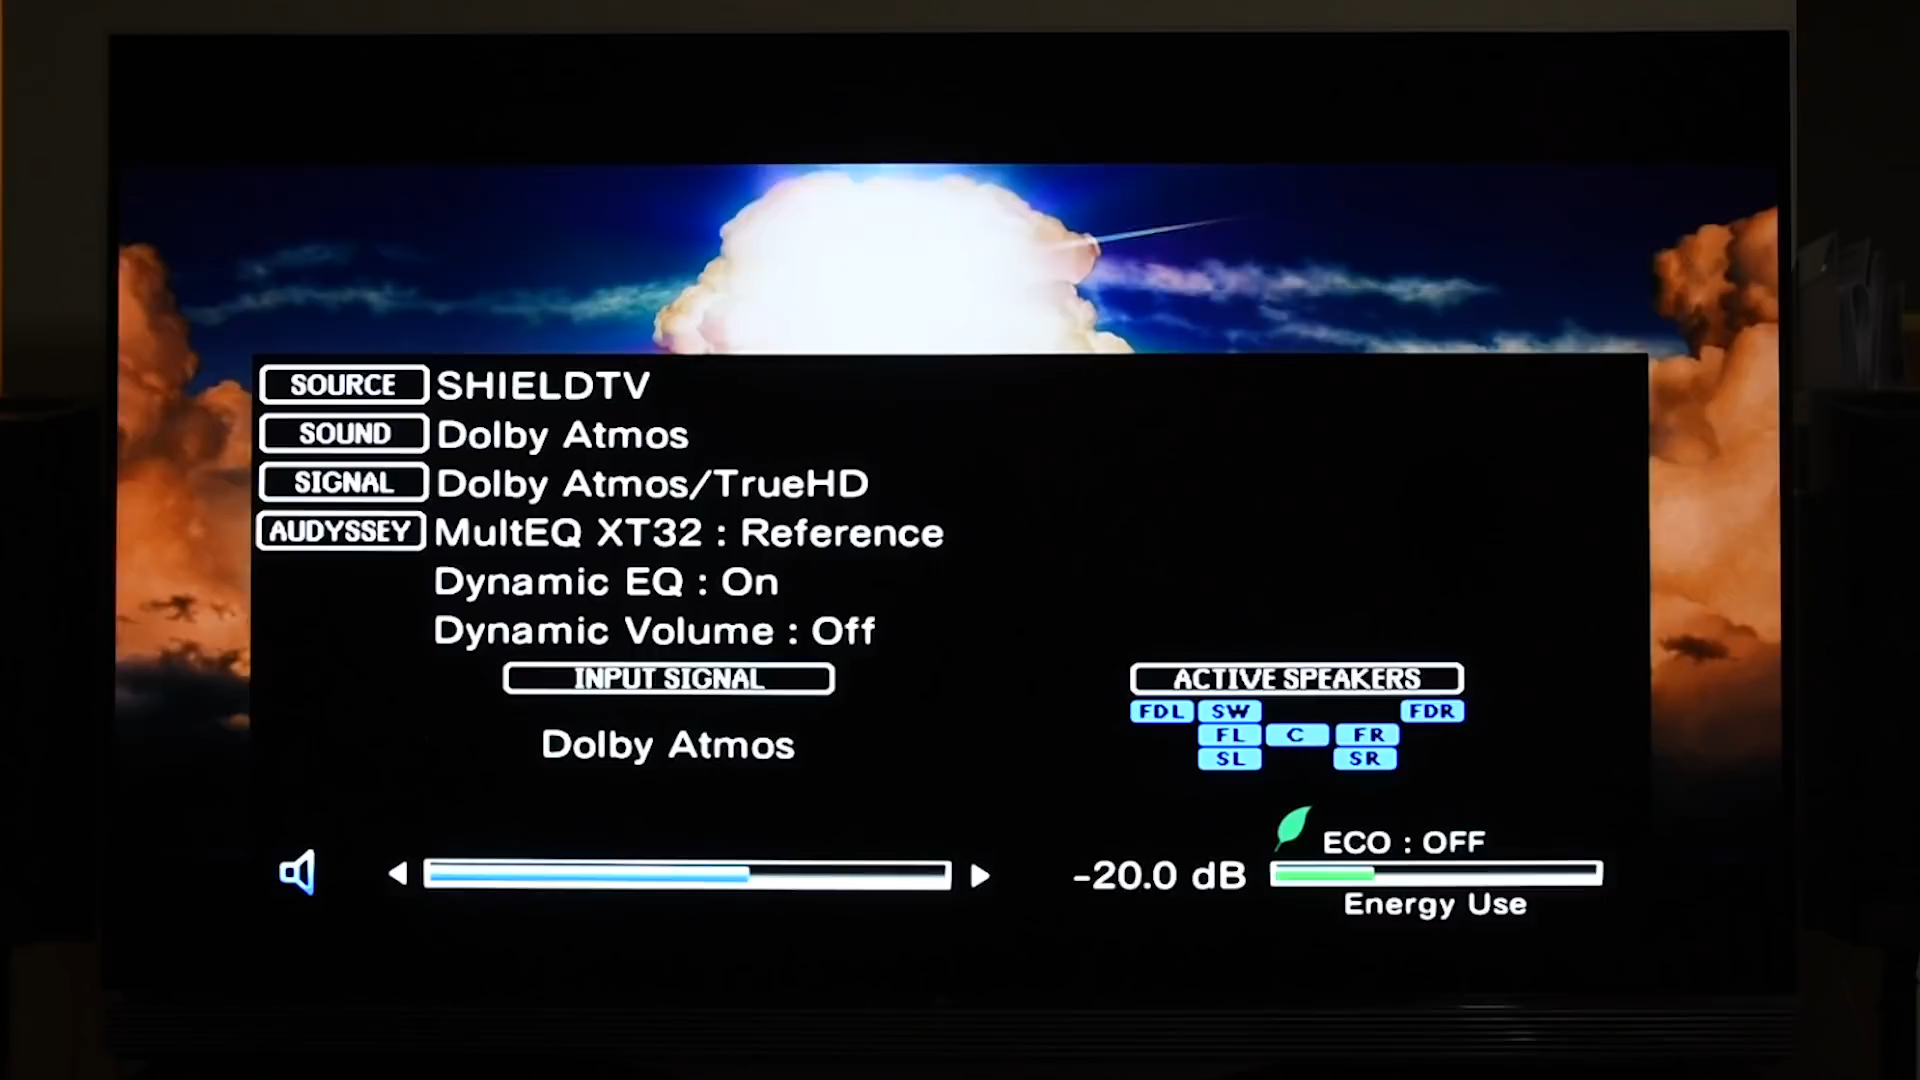 SOURCE SHIELDTV
SOUND Dolby Atmos
SIGNAL Dolby Atmos/TrueHD
AUDYSSEY MultEQ XT32 : Reference
Dynamic EQ : On
Dynamic Volume : Off
INPUT SIGNAL
Dolby Atmos
ACTIVE SPEAKERS
FDL SW FDR
FL C FR
SL SR
ECO : OFF
-20.0 dB
Energy Use